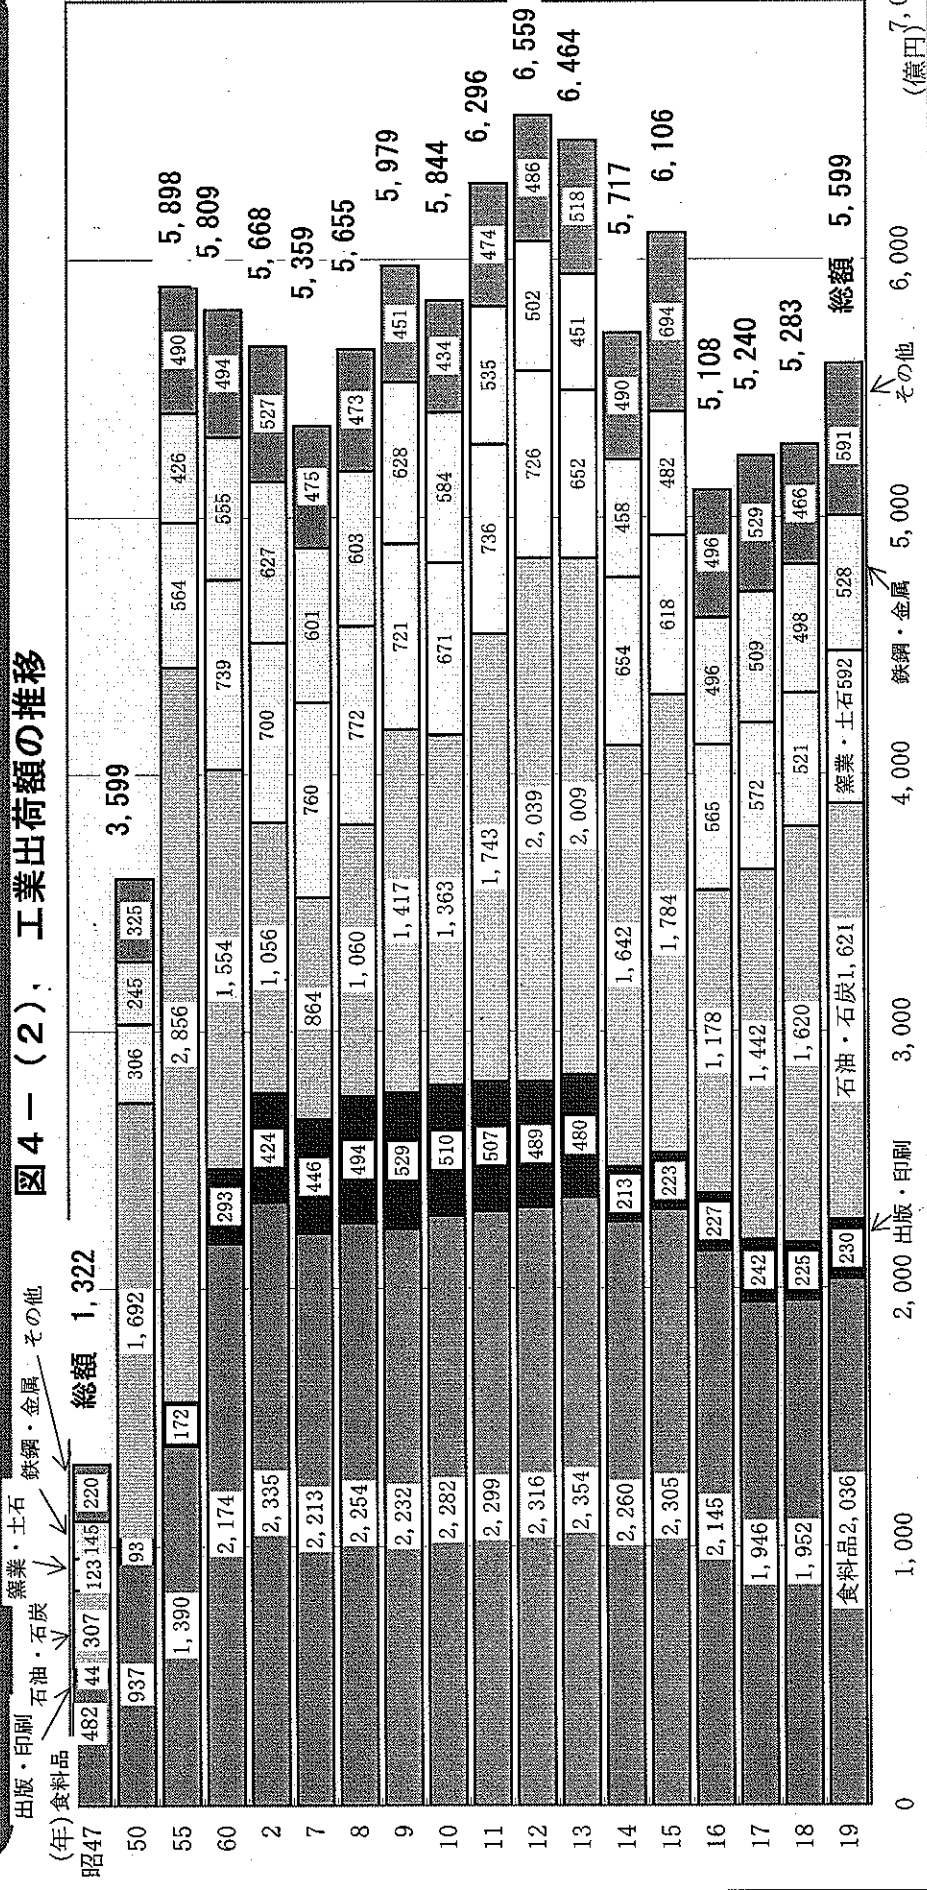 図４－（２）．工業出荷額の推移
出版・印刷 石油・石炭 窯業・土石 鉄鋼・金属 その他
(年) 食料品
昭47 482 44 307 123 145 220 総額 1,322
50 937 93 1,692 306 245 325 3,599
55 1,390 172 2,856 564 426 490 5,898
60 2,174 293 1,554 739 555 494 5,809
2 2,335 424 1,056 700 627 527 5,668
7 2,213 446 864 760 601 475 5,359
8 2,254 494 1,060 772 603 473 5,655
9 2,232 529 1,417 721 628 451 5,979
10 2,282 510 1,363 671 584 434 5,844
11 2,299 507 1,743 736 535 474 6,296
12 2,316 489 2,039 726 502 486 6,559
13 2,354 480 2,009 652 451 518 6,464
14 2,260 213 1,642 654 458 490 5,717
15 2,305 223 1,784 618 482 694 6,106
16 2,145 227 1,178 565 496 496 5,108
17 1,946 242 1,442 572 509 529 5,240
18 1,952 225 1,620 521 498 466 5,283
19 食料品2,036 230 石油・石炭1,621 窯業・土石592 528 591 総額 5,599
出版・印刷 鉄鋼・金属 その他
0 1,000 2,000 3,000 4,000 5,000 6,000
(億円)